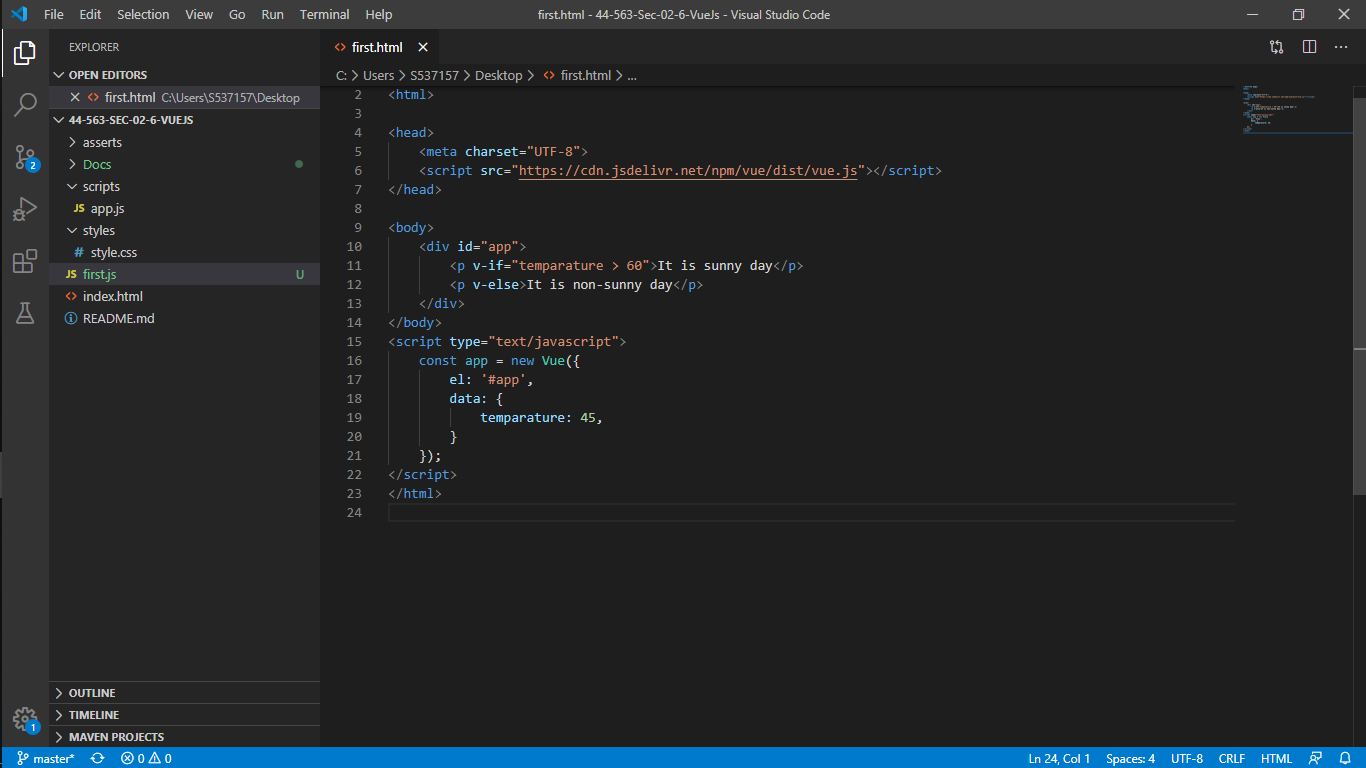 File Edit Selection View Go Run Terminal Help first.html - 44-563-Sec-02-6-VueJs - Visual Studio Code
EXPLORER
OPEN EDITORS
first.html C:\Users\S537157\Desktop
44-563-SEC-02-6-VUEJS
asserts
Docs
scripts
JS app.js
styles
# style.css
JS first.js U
<> index.html
README.md
OUTLINE
TIMELINE
MAVEN PROJECTS
2
1
<> first.html
C: > Users > S537157 > Desktop > <> first.html > ...
2 <html>
3
4 <head>
5     <meta charset="UTF-8">
6     <script src="https://cdn.jsdelivr.net/npm/vue/dist/vue.js"></script>
7 </head>
8
9 <body>
10     <div id="app">
11         <p v-if="temparature > 60">It is sunny day</p>
12         <p v-else>It is non-sunny day</p>
13     </div>
14 </body>
15 <script type="text/javascript">
16     const app = new Vue({
17         el: '#app',
18         data: {
19             temparature: 45,
20         }
21     });
22 </script>
23 </html>
24
master* 0 0 Ln 24, Col 1 Spaces: 4 UTF-8 CRLF HTML